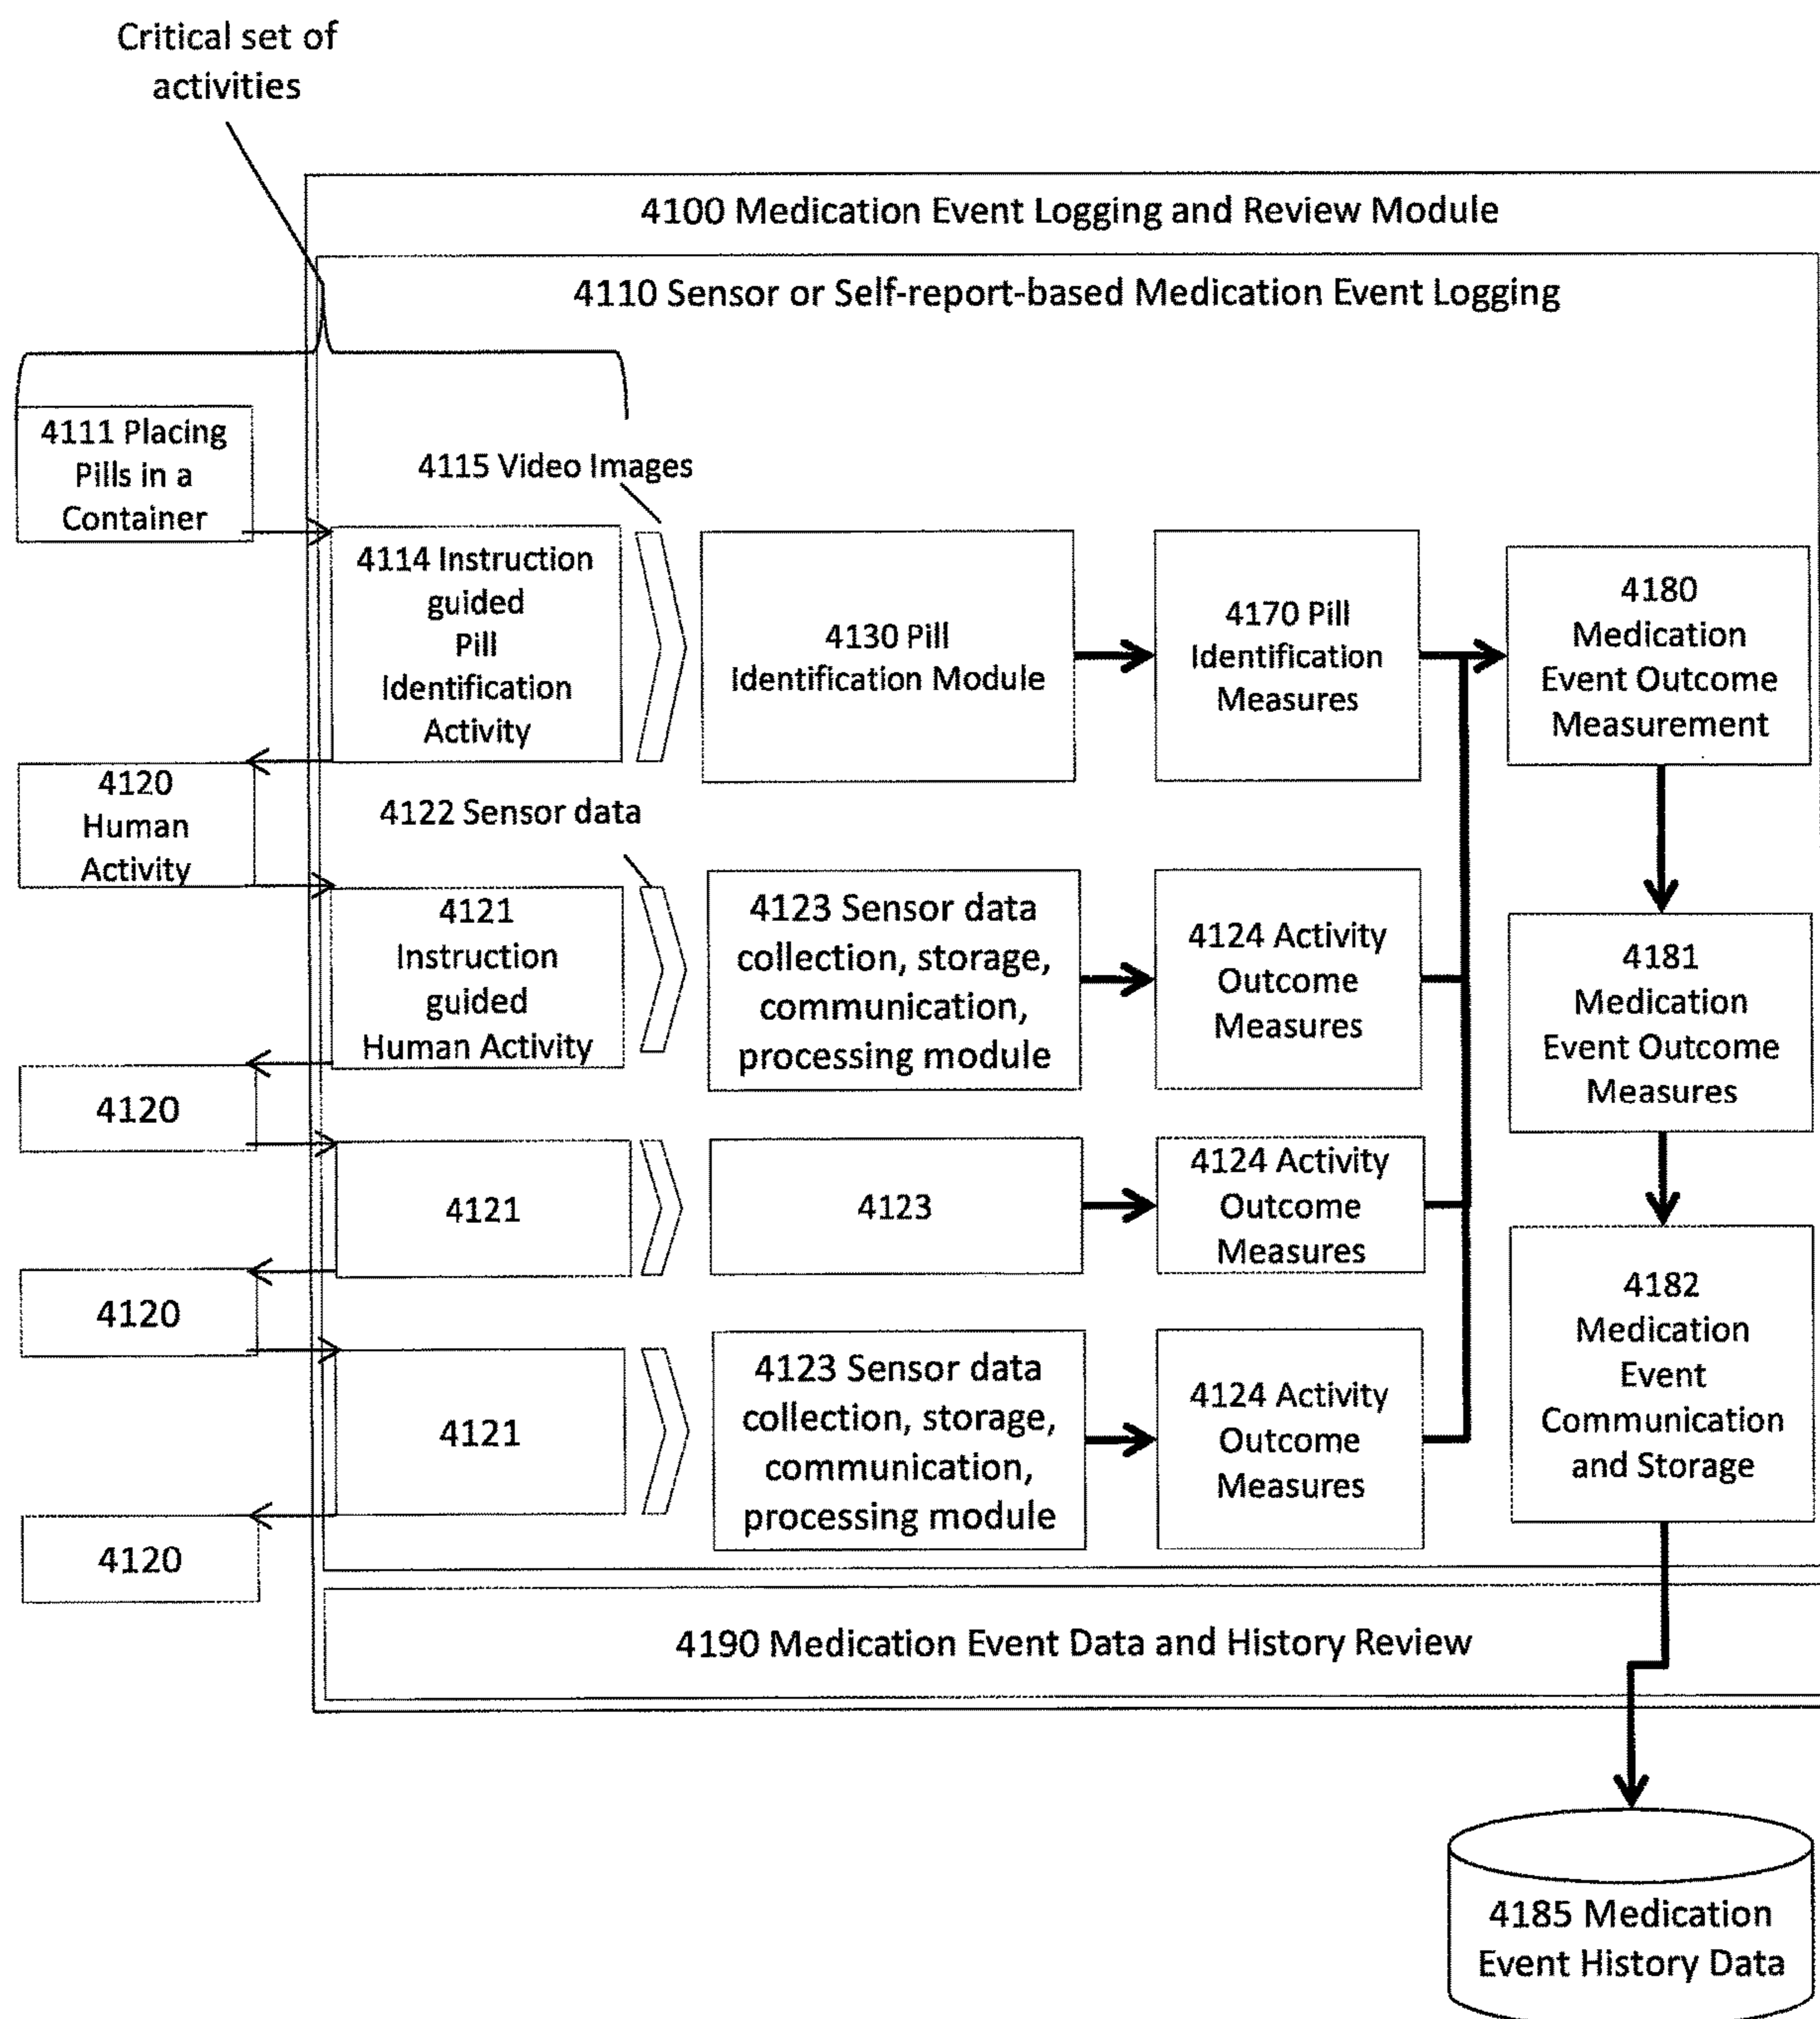 Critical set of
activities
4100 Medication Event Logging and Review Module
4110 Sensor or Self-report-based Medication Event Logging
4111 Placing
Pills in a
Container
4115 Video Images
4114 Instruction
guided
Pill
Identification
Activity
4130 Pill
Identification Module
4170 Pill
Identification
Measures
4180
Medication
Event Outcome
Measurement
4120
Human
Activity
4122 Sensor data
4121
Instruction
guided
Human Activity
4123 Sensor data
collection, storage,
communication,
processing module
4124 Activity
Outcome
Measures
4181
Medication
Event Outcome
Measures
4120
4121
4123
4124 Activity
Outcome
Measures
4120
4121
4123 Sensor data
collection, storage,
communication,
processing module
4124 Activity
Outcome
Measures
4182
Medication
Event
Communication
and Storage
4120
4190 Medication Event Data and History Review
4185 Medication
Event History Data